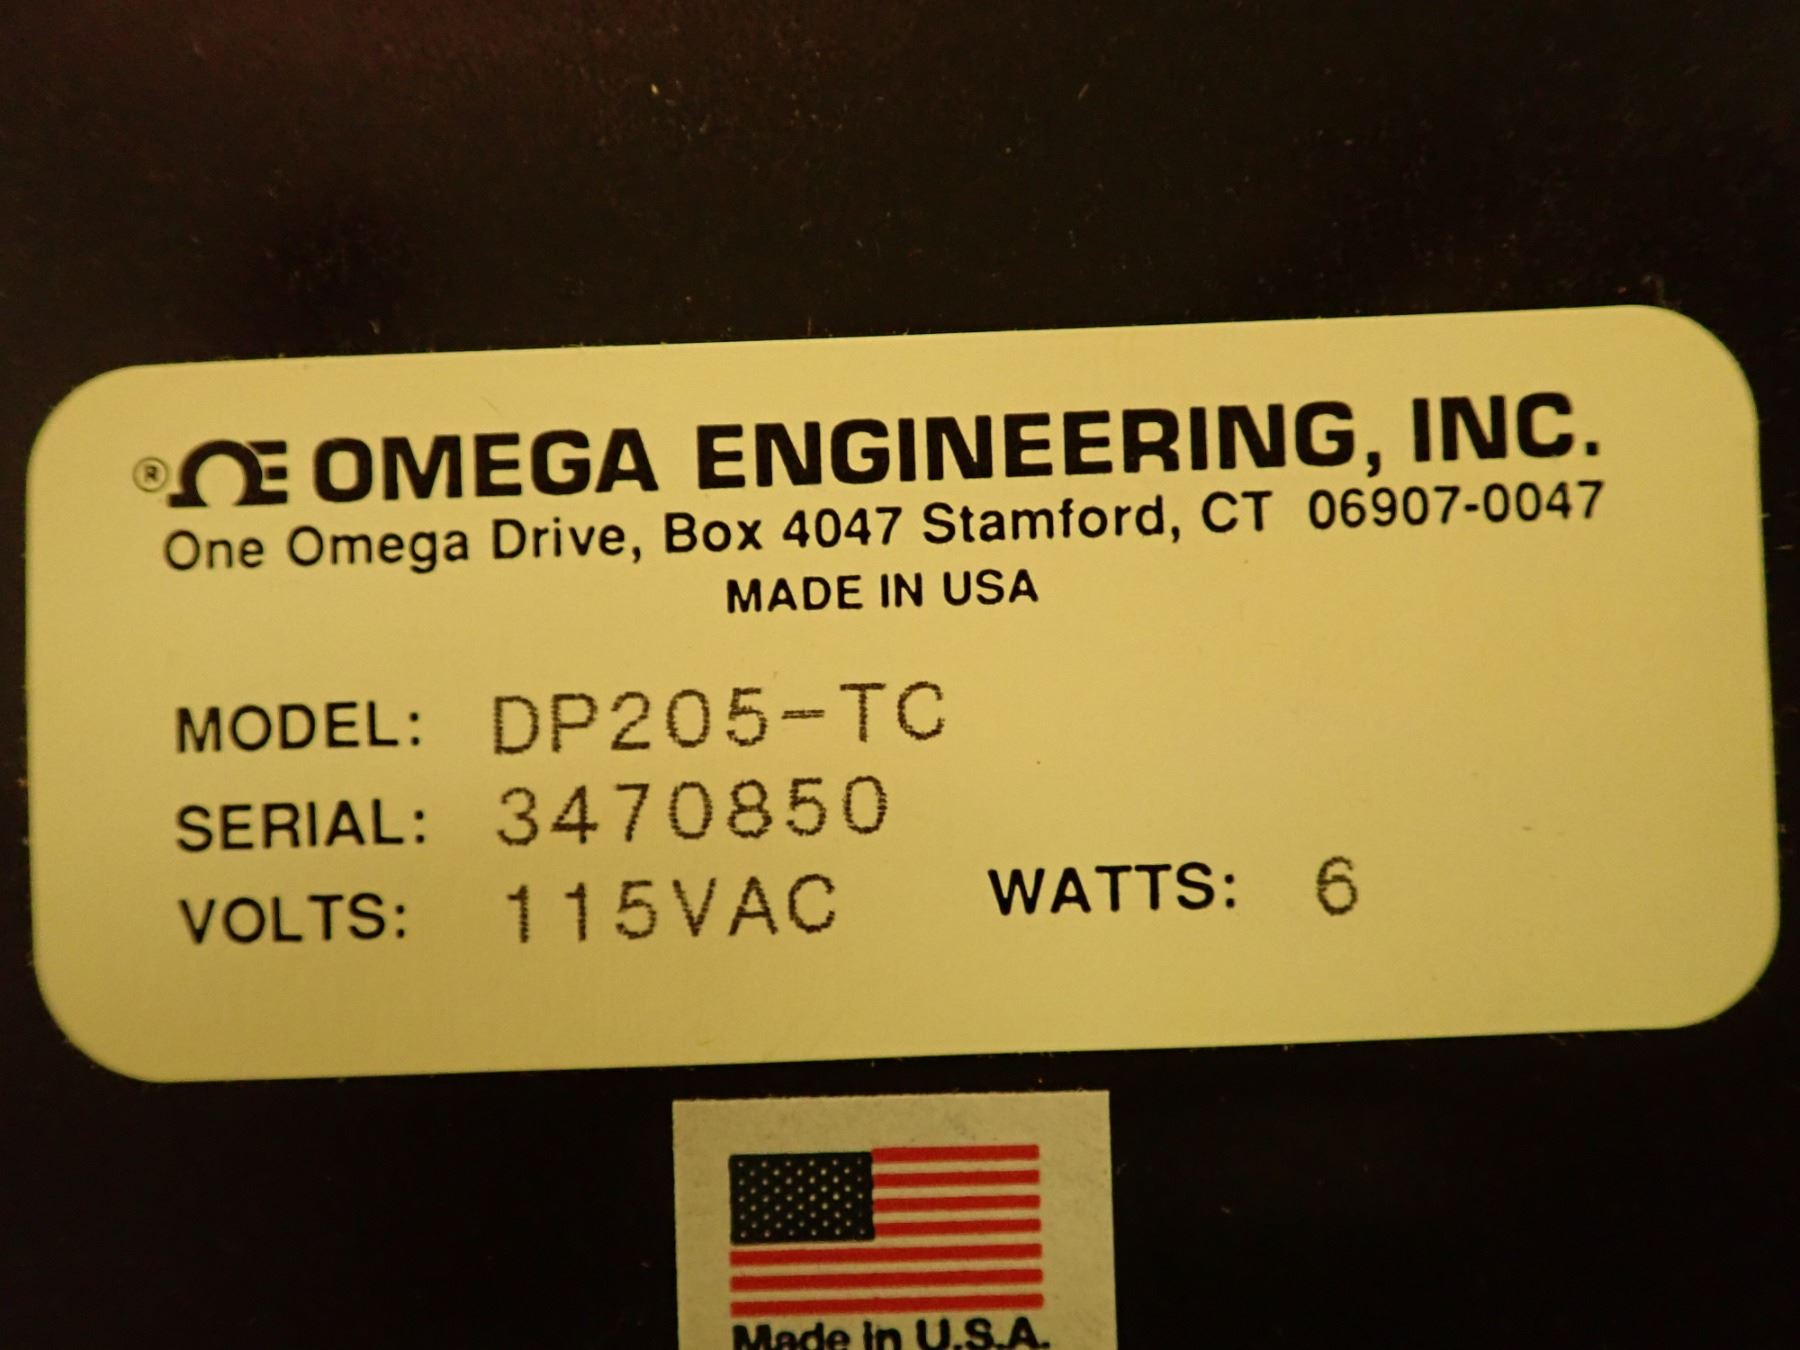 ® ΩE OMEGA ENGINEERING, INC.
One Omega Drive, Box 4047 Stamford, CT 06907-0047
MADE IN USA
MODEL: DP205-TC
SERIAL: 3470850
VOLTS: 115VAC WATTS: 6
Made in U.S.A.